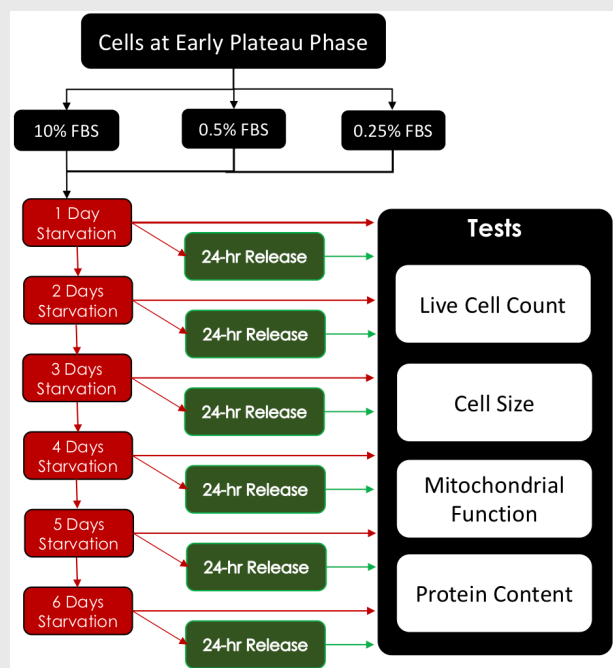 Cells at Early Plateau Phase
10% FBS
0.5% FBS
0.25% FBS
1 Day
Starvation
24-hr Release
2 Days
Starvation
24-hr Release
3 Days
Starvation
24-hr Release
4 Days
Starvation
24-hr Release
5 Days
Starvation
24-hr Release
6 Days
Starvation
24-hr Release
Tests
Live Cell Count
Cell Size
Mitochondrial
Function
Protein Content